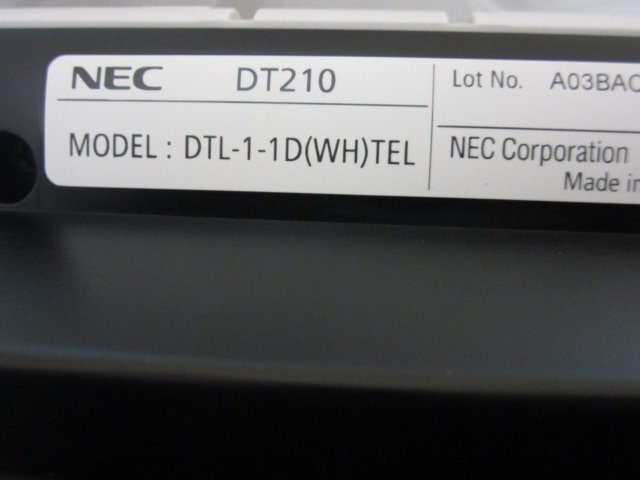 NEC DT210
MODEL : DTL-1-1D(WH)TEL
Lot No. A03BAC
NEC Corporation
Made in